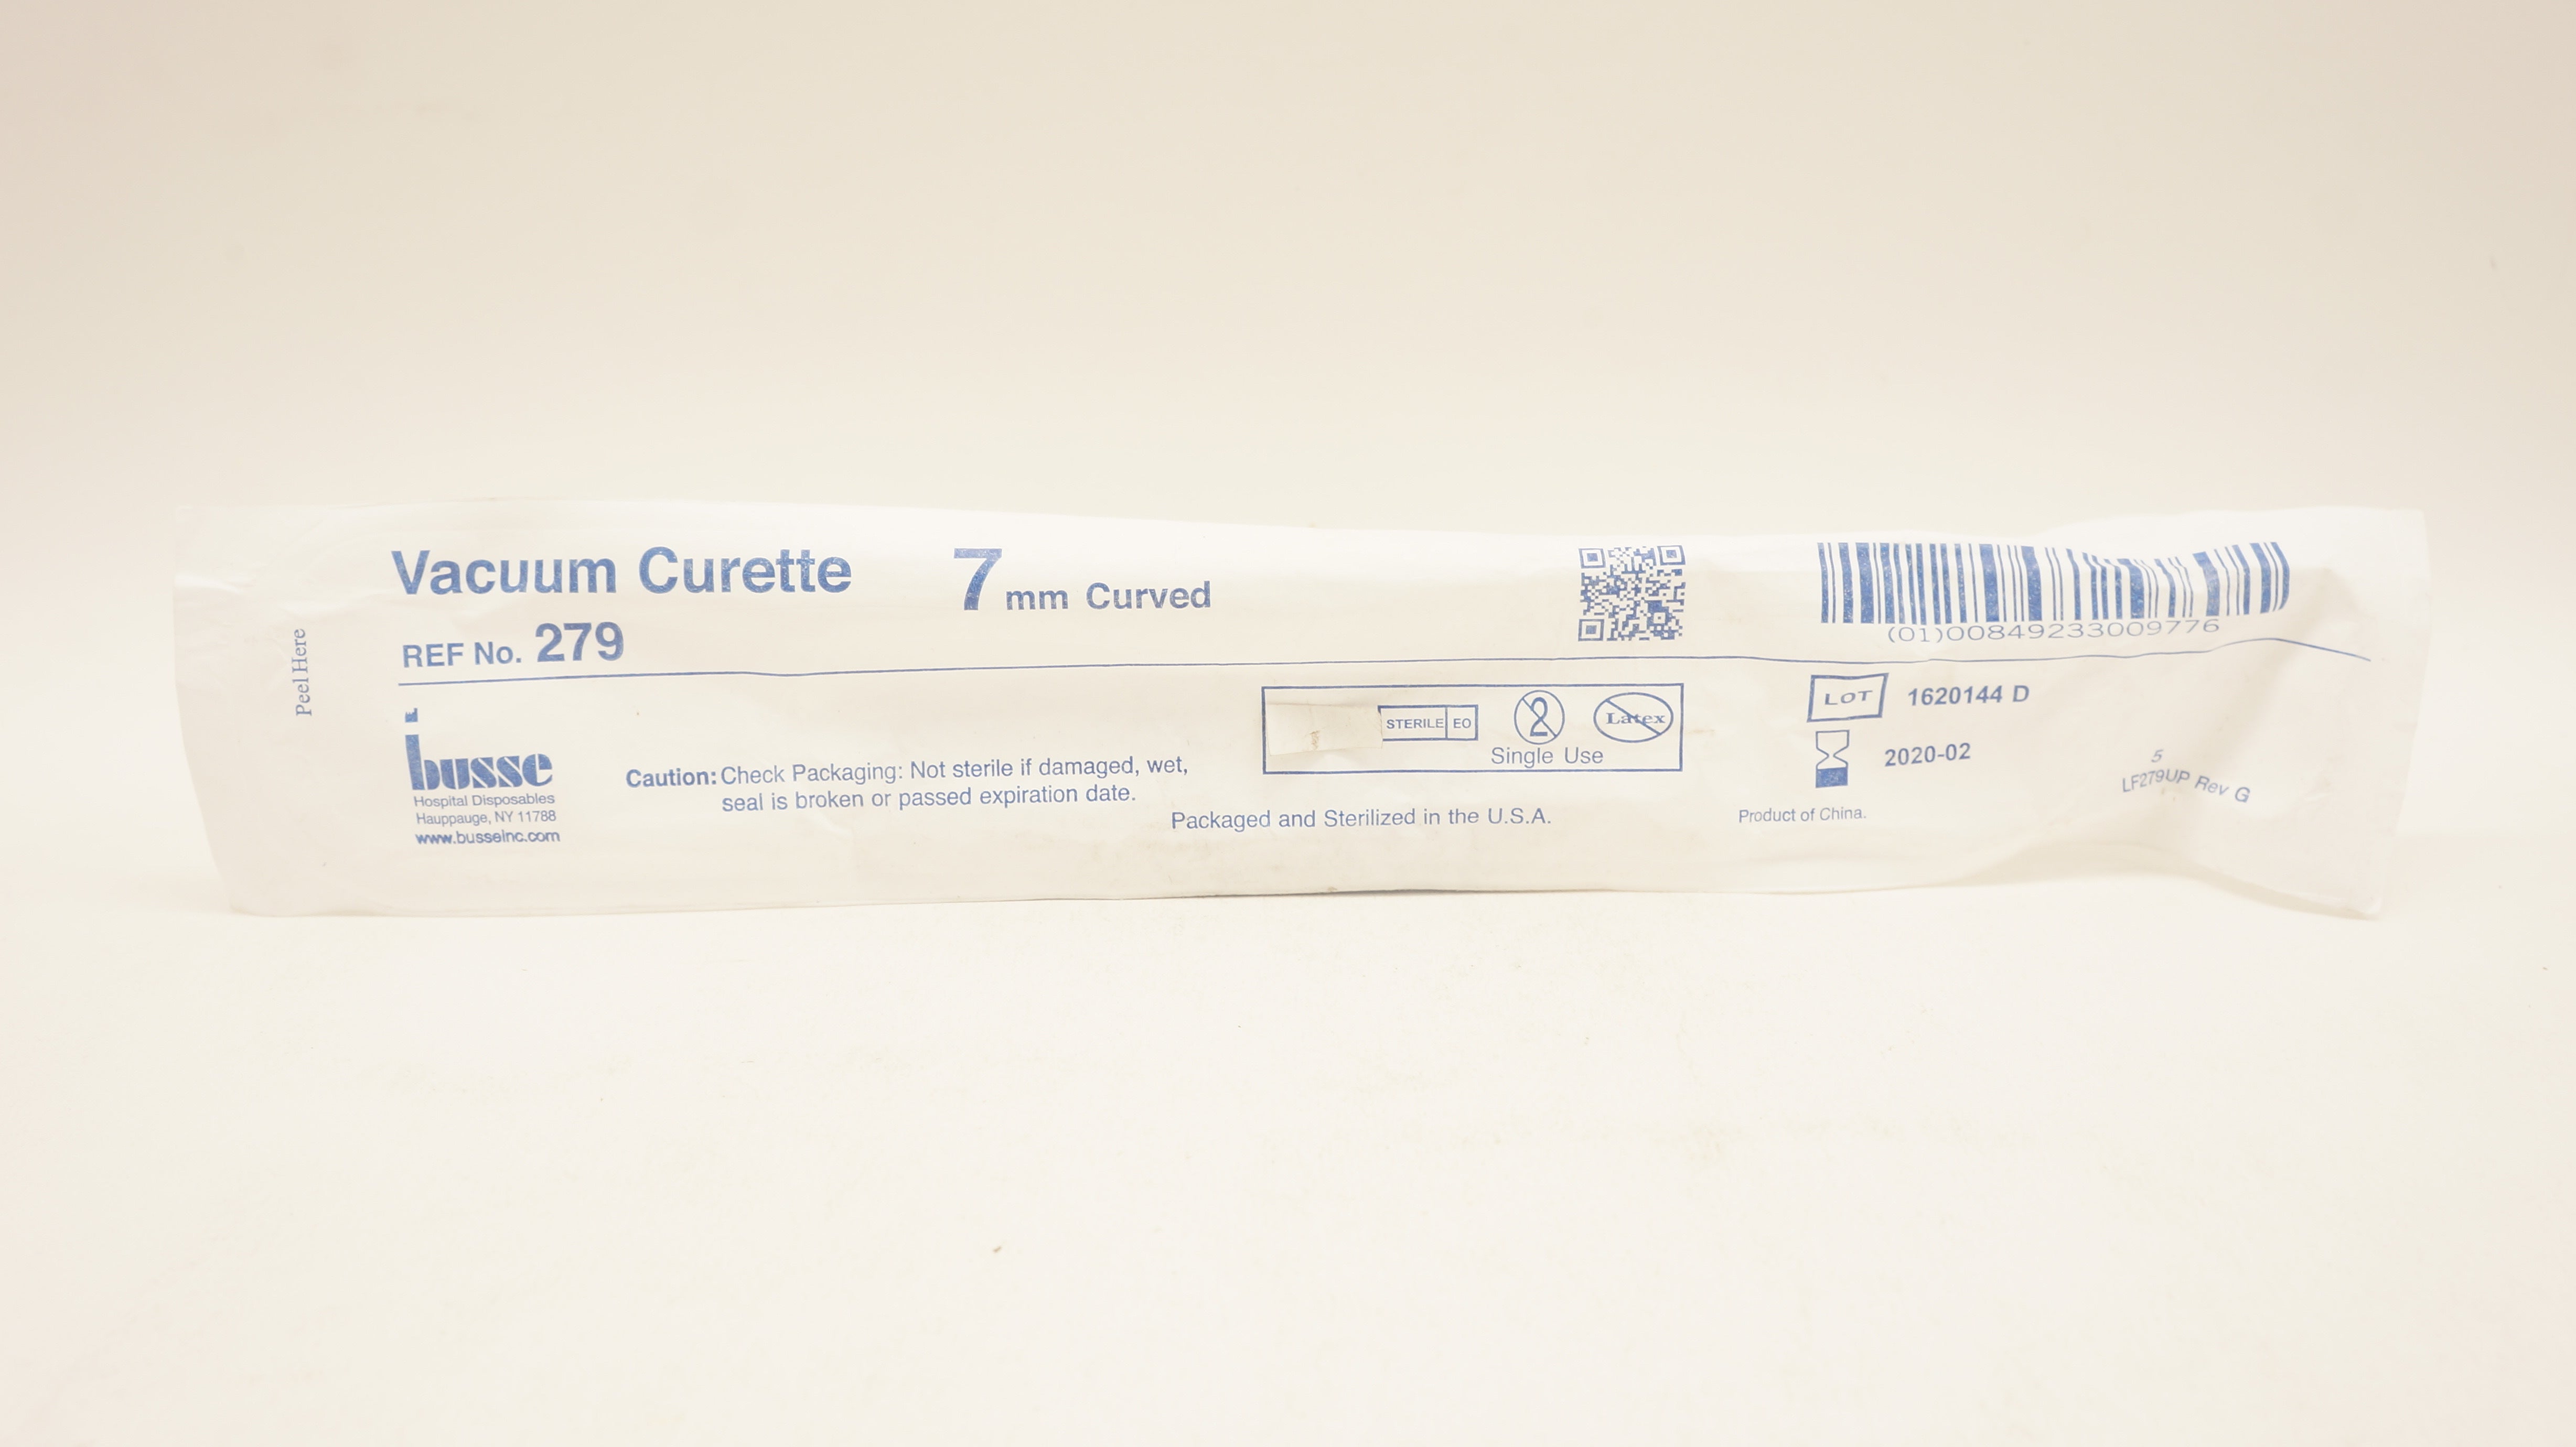 Vacuum Curette 7 mm Curved
REF No. 279
(01)00849233009776
Peel Here
busse
Hospital Disposables
Hauppauge, NY 11788
www.busseinc.com
Caution: Check Packaging: Not sterile if damaged, wet,
seal is broken or passed expiration date.
STERILE EO
2
Latex
Single Use
Packaged and Sterilized in the U.S.A.
LOT 1620144 D
2020-02
Product of China.
5
LF279UP Rev G